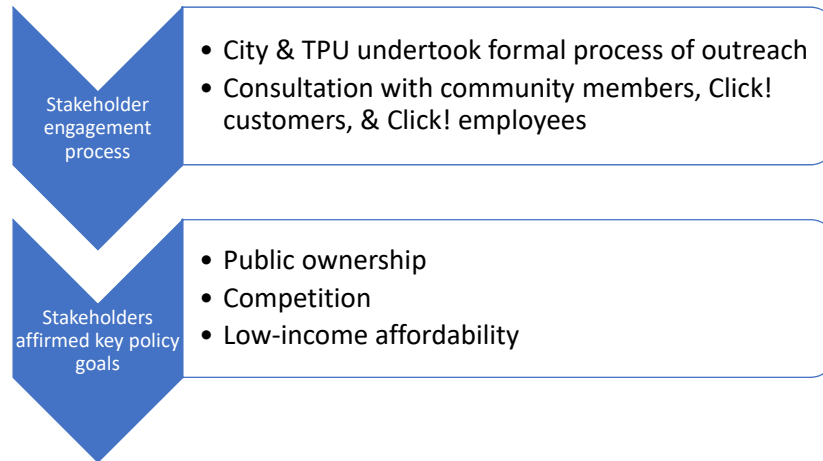 Stakeholder
engagement
process
• City & TPU undertook formal process of outreach
• Consultation with community members, Click!
customers, & Click! employees
Stakeholders
affirmed key policy
goals
• Public ownership
• Competition
• Low-income affordability